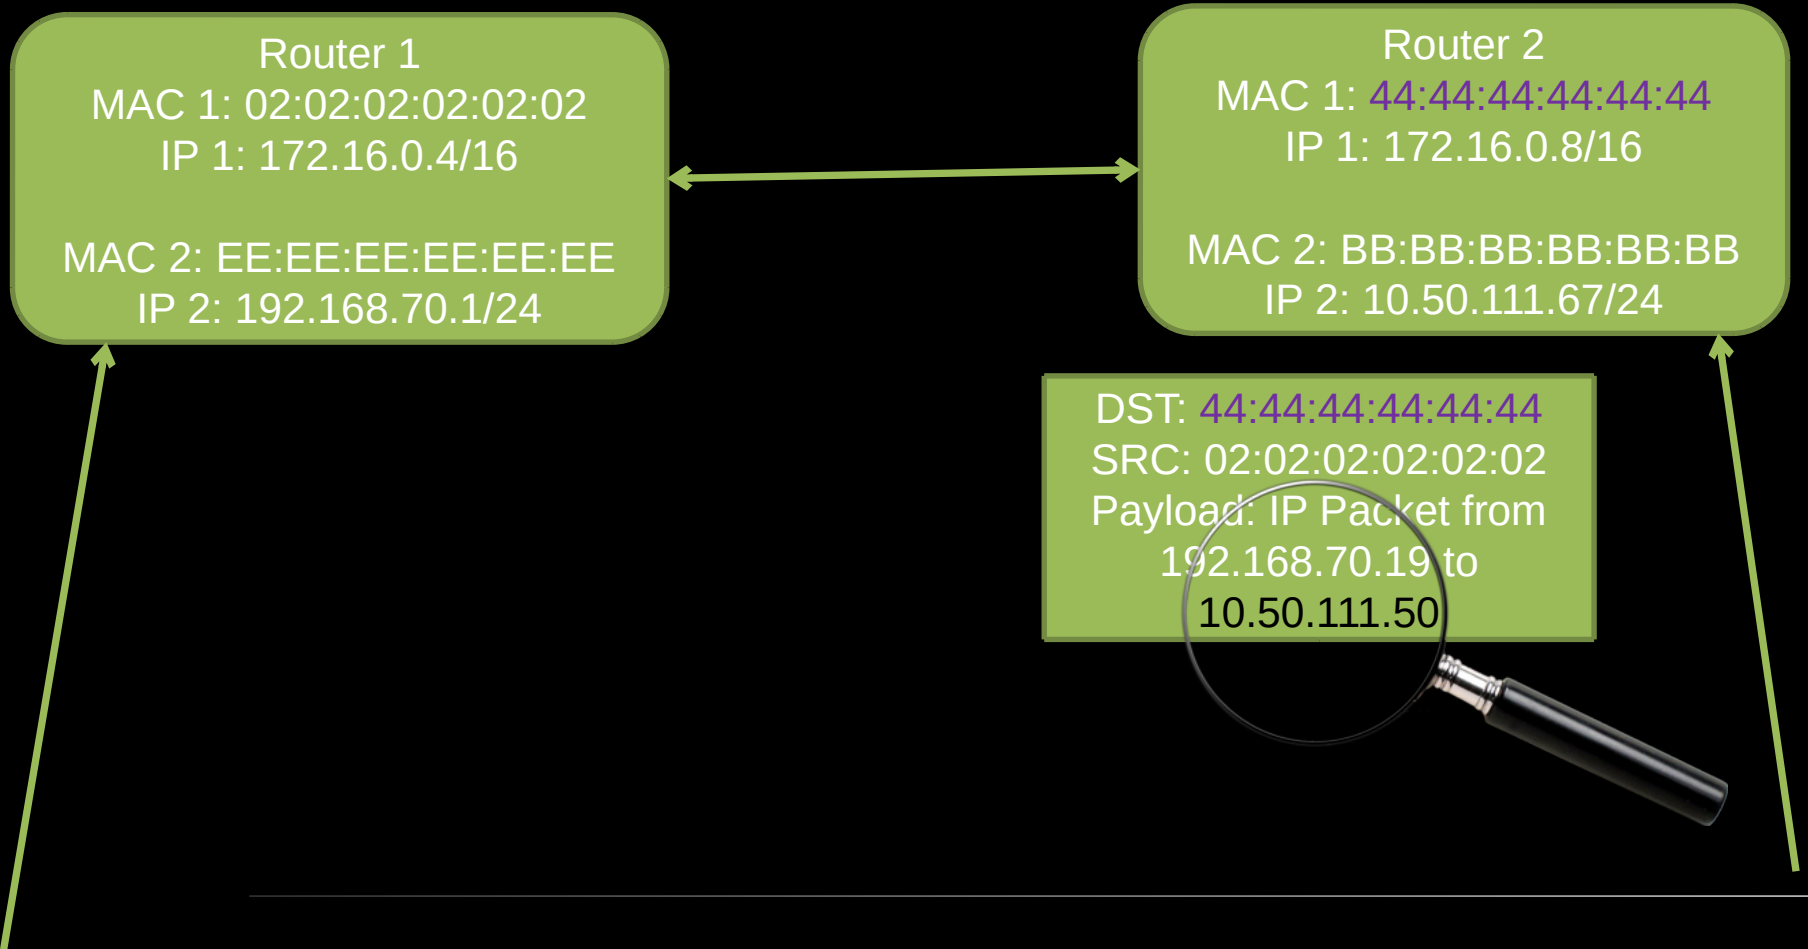 Router 1
MAC 1: 02:02:02:02:02:02
IP 1: 172.16.0.4/16
MAC 2: EE:EE:EE:EE:EE:EE
IP 2: 192.168.70.1/24
Router 2
MAC 1: 44:44:44:44:44:44
IP 1: 172.16.0.8/16
MAC 2: BB:BB:BB:BB:BB:BB
IP 2: 10.50.111.67/24
DST: 44:44:44:44:44:44
SRC: 02:02:02:02:02:02
Payload: IP Packet from
192.168.70.19 to
10.50.111.50